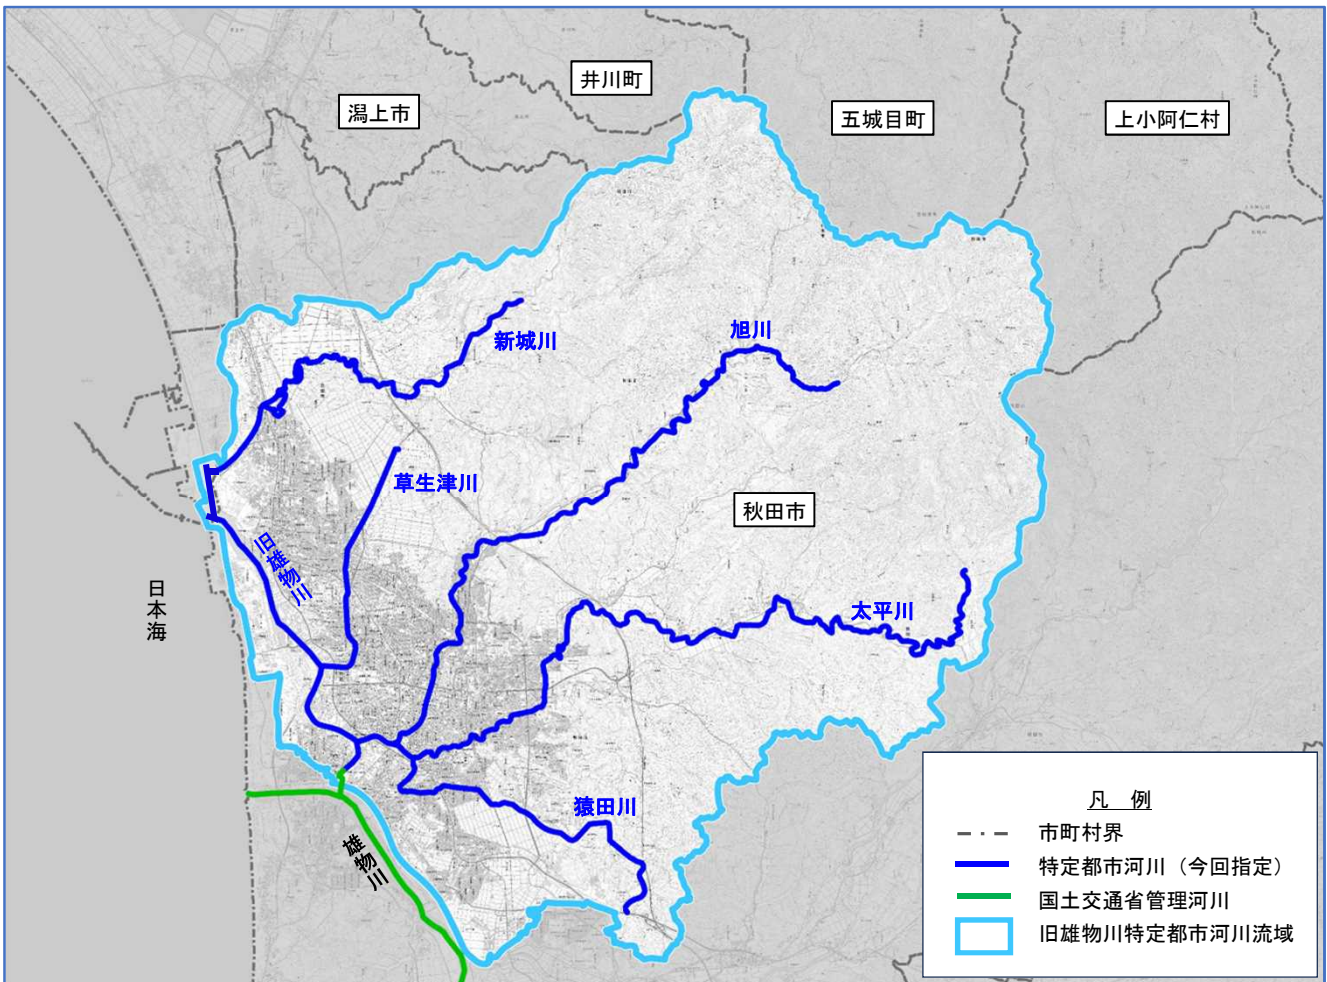 井川町
潟上市
五城目町
上小阿仁村
旭川
新城川
草生津川
秋田市
旧雄物川
日本海
太平川
猿田川
雄物川
凡 例
市町村界
特定都市河川（今回指定）
国土交通省管理河川
旧雄物川特定都市河川流域